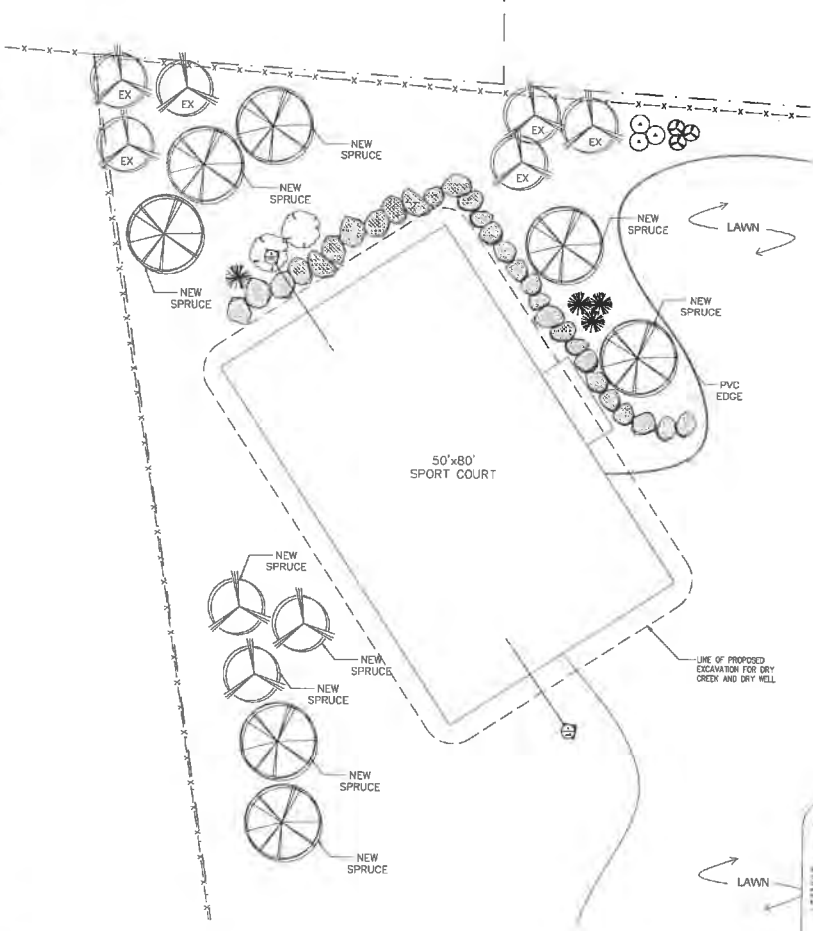 EX
EX
EX
NEW
SPRUCE
NEW
SPRUCE
NEW
SPRUCE
EX
EX
EX
NEW
SPRUCE
LAWN
NEW
SPRUCE
PVC
EDGE
50'x80'
SPORT COURT
NEW
SPRUCE
NEW
SPRUCE
NEW
SPRUCE
LINE OF PROPOSED
EXCAVATION FOR DRY
CREEK AND DRY WELL
NEW
SPRUCE
NEW
SPRUCE
LAWN